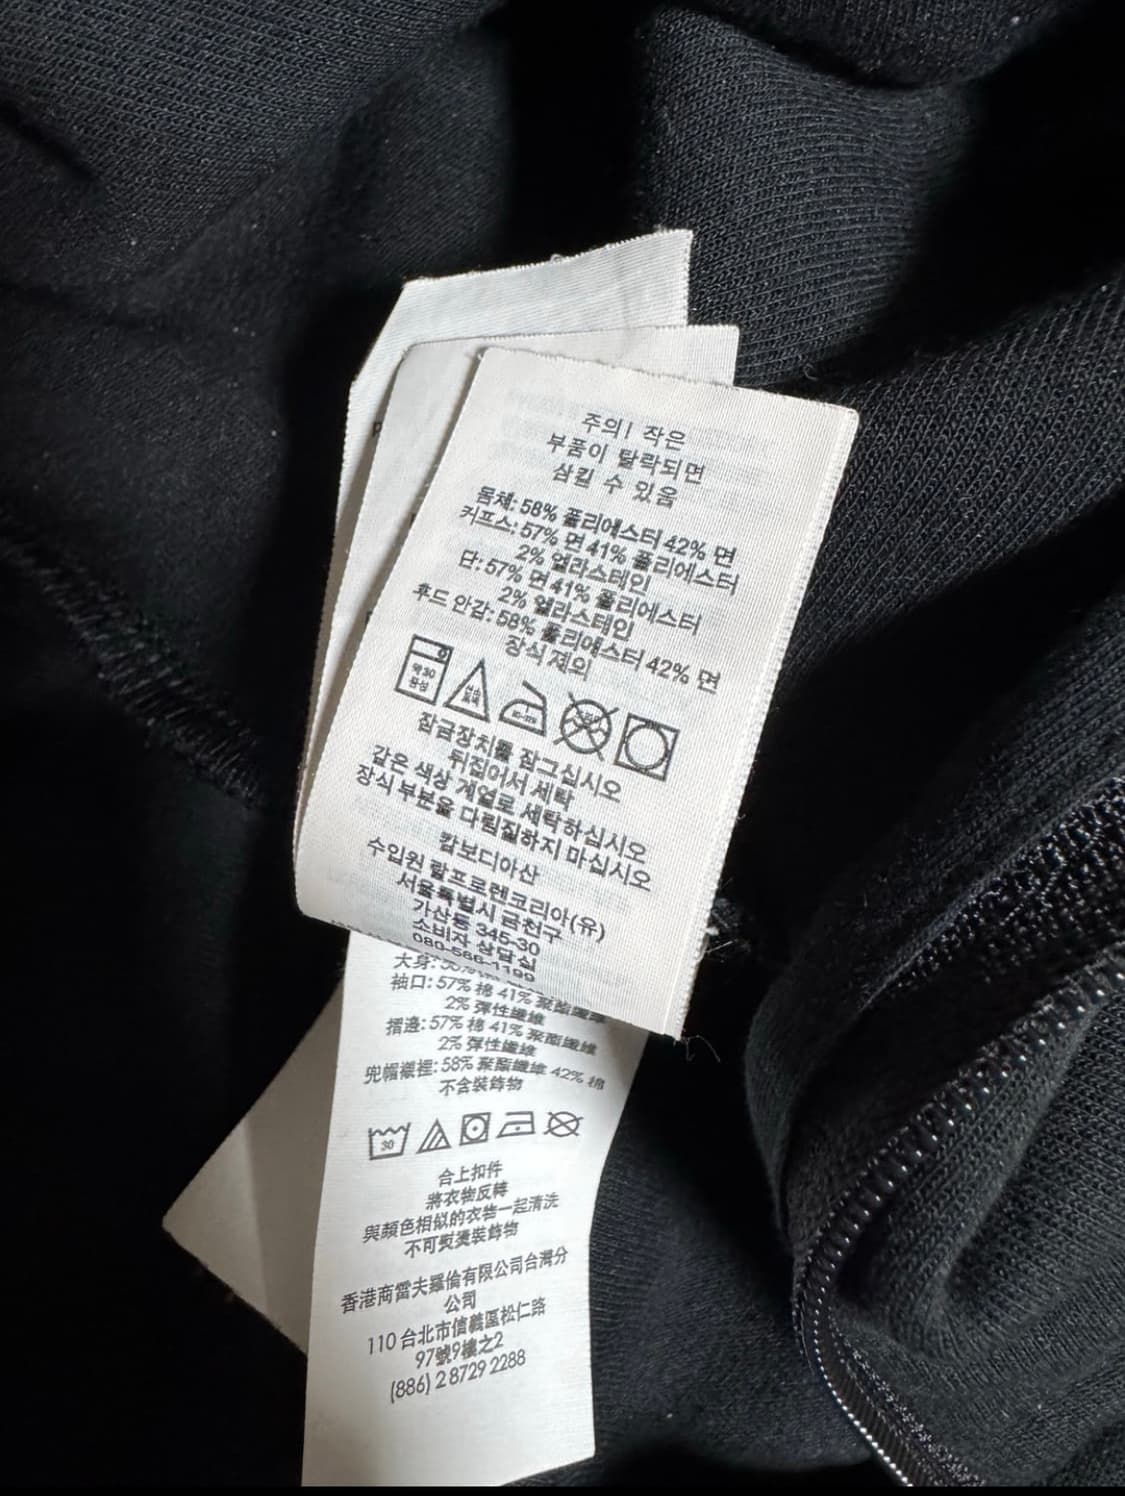 주의! 작은
부품이 탈락되면
삼킬 수 있음
몸체: 58% 폴리에스터 42% 면
커프스: 57% 면 41% 폴리에스터
2% 엘라스테인
단: 57% 면 41% 폴리에스터
2% 엘라스테인
후드 안감: 58% 폴리에스터 42% 면
장식제외
약 30
중성
80-120
잠금장치를 잠그십시오
뒤집어서 세탁
같은 색상 계열로 세탁하십시오
장식 부분을 다림질하지 마십시오
캄보디아산
수입원 랄프로렌코리아(유)
서울특별시 금천구
가산동 345-30
소비자 상담실
080-566-1199
大身:
袖口: 57% 棉 41% 聚酯纖維
2% 彈性纖維
摺邊: 57% 棉 41% 聚酯纖維
2% 彈性纖維
兜帽襯裡: 58% 聚酯纖維 42% 棉
不含裝飾物
30
合上扣件
將衣物反轉
與顏色相似的衣物一起清洗
不可熨燙裝飾物
香港商雷夫羅倫有限公司台灣分
公司
110 台北市信義區松仁路
97號9樓之2
(886) 2 8729 2288